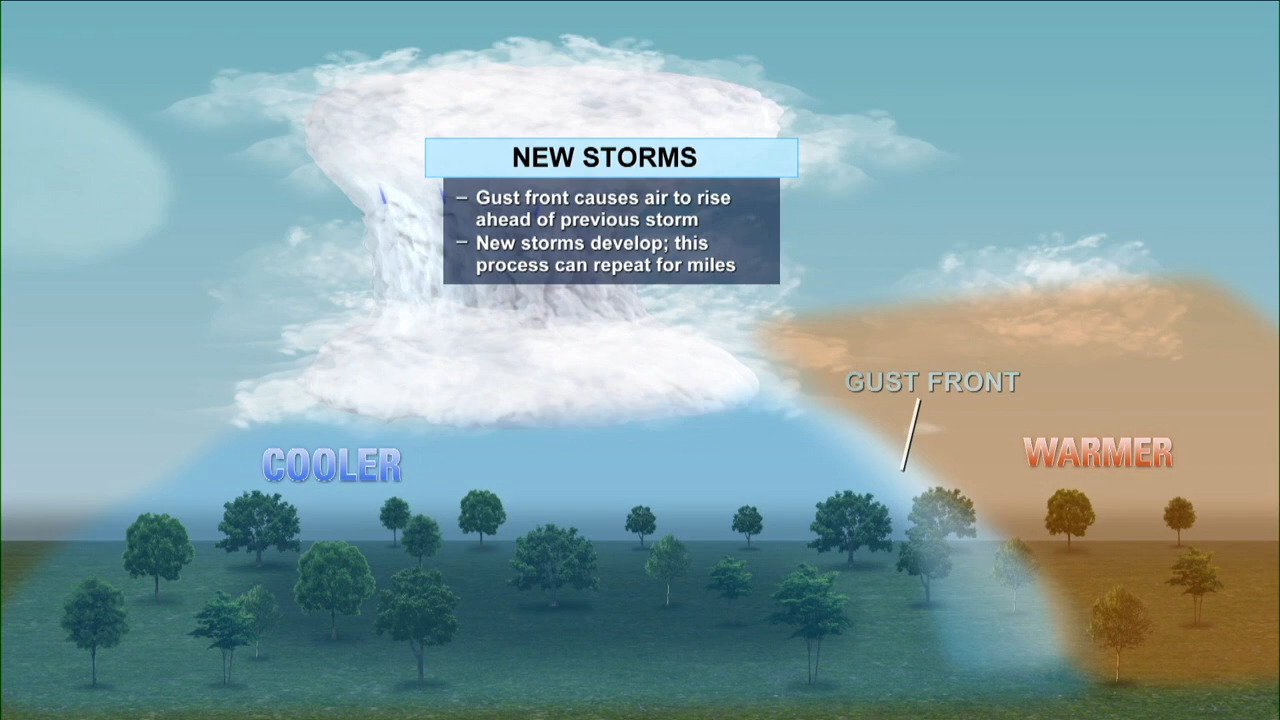 NEW STORMS
– Gust front causes air to rise
ahead of previous storm
– New storms develop; this
process can repeat for miles
GUST FRONT
WARMER
COOLER